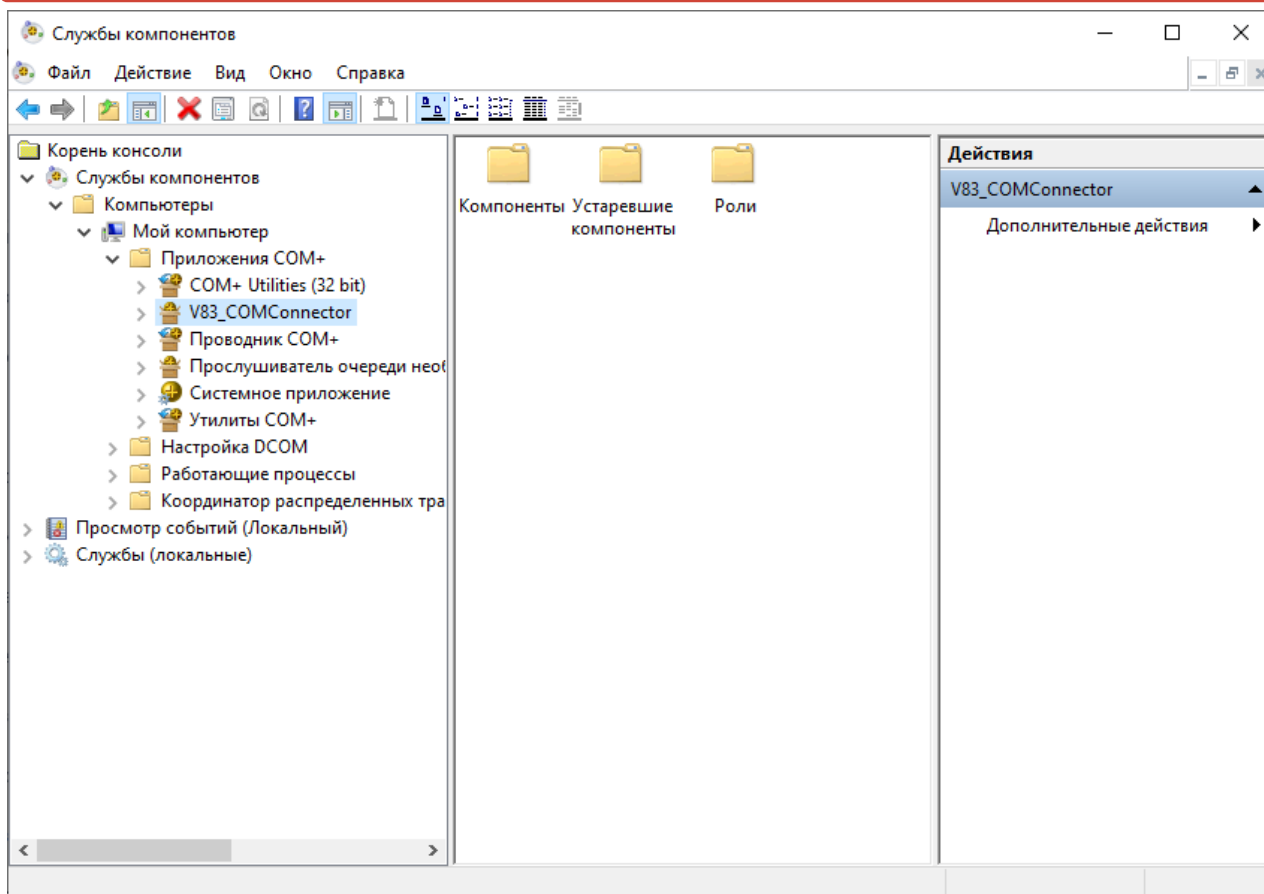 Службы компонентов
Файл Действие Вид Окно Справка
Корень консоли
Службы компонентов
Компьютеры
Мой компьютер
Приложения COM+
COM+ Utilities (32 bit)
V83_COMConnector
Проводник COM+
Прослушиватель очереди
Системное приложение
Утилиты COM+
Настройка DCOM
Работающие процессы
Координатор распределенных
Просмотр событий (Локальный)
Службы (локальные)
Компоненты
Устаревшие
компоненты
Роли
Действия
V83_COMConnector
Дополнительные действия